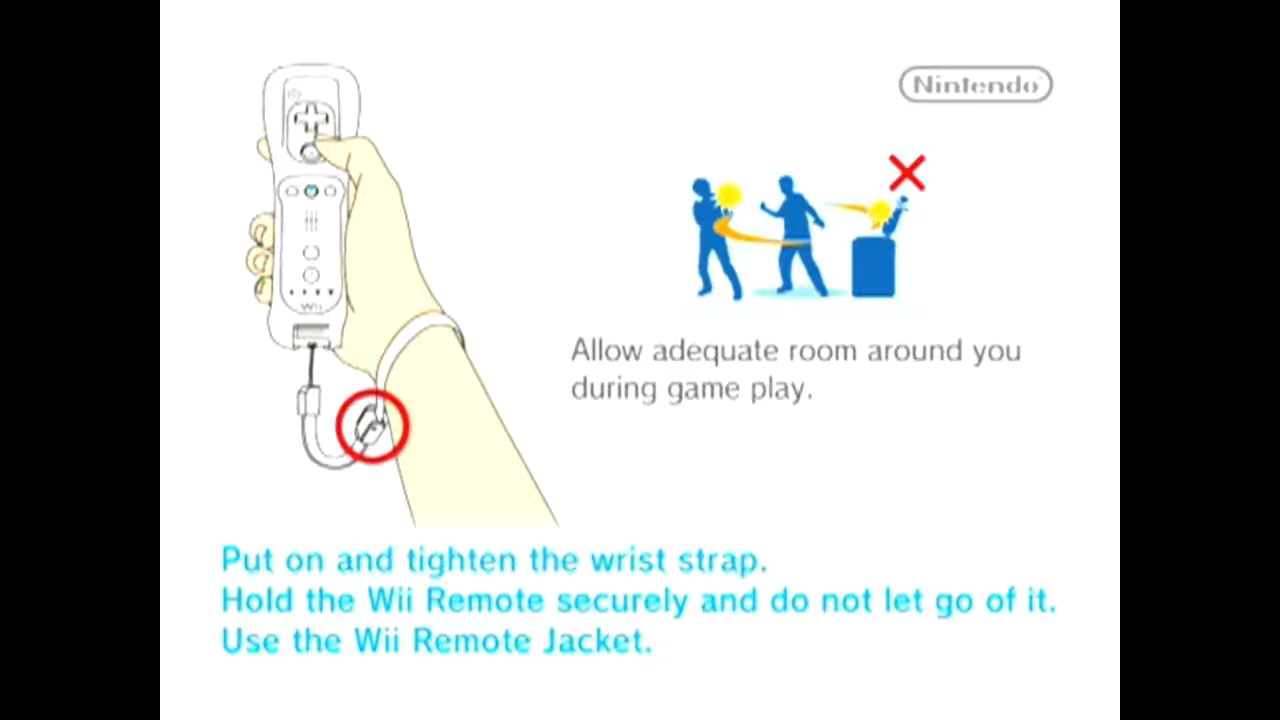 Nintendo
Wii
Allow adequate room around you
during game play.
Put on and tighten the wrist strap.
Hold the Wii Remote securely and do not let go of it.
Use the Wii Remote Jacket.